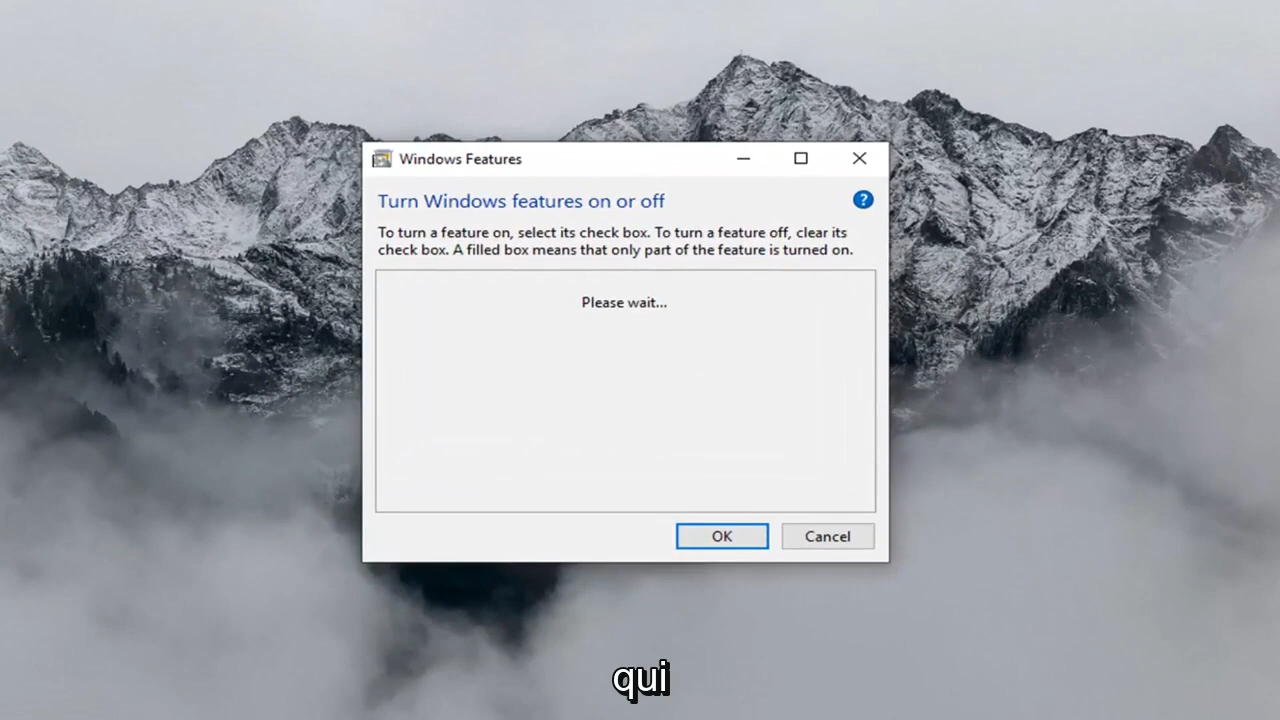 Windows Features
Turn Windows features on or off
?
To turn a feature on, select its check box. To turn a feature off, clear its
check box. A filled box means that only part of the feature is turned on.
Please wait...
OK
Cancel
qui